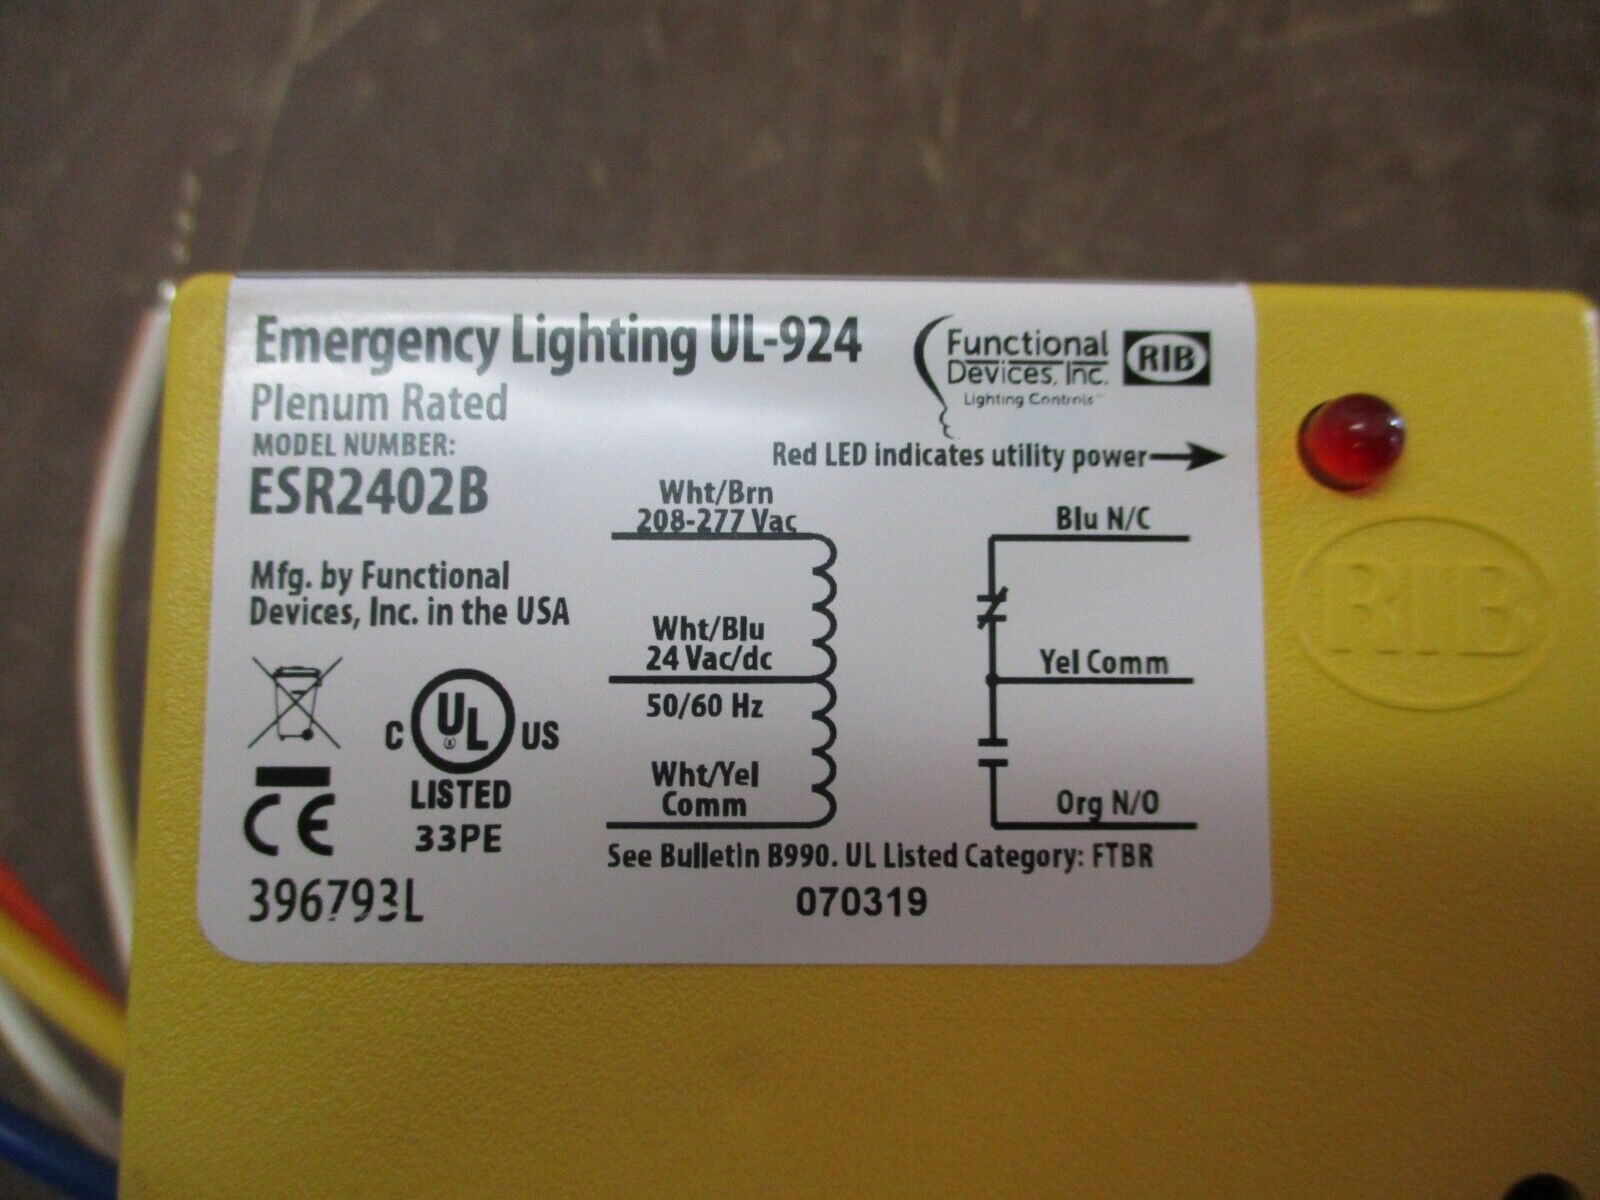 Emergency Lighting UL-924
Plenum Rated
MODEL NUMBER:
ESR2402B
Mfg. by Functional
Devices, Inc. in the USA
C UL US
LISTED
33PE
CE
396793L
Functional
Devices, Inc.
Lighting Controls
RIB
Red LED indicates utility power
Wht/Brn
208-277 Vac
Wht/Blu
24 Vac/dc
50/60 Hz
Wht/Yel
Comm
Blu N/C
Yel Comm
Org N/O
See Bulletin B990. UL Listed Category: FTBR
070319
RIB